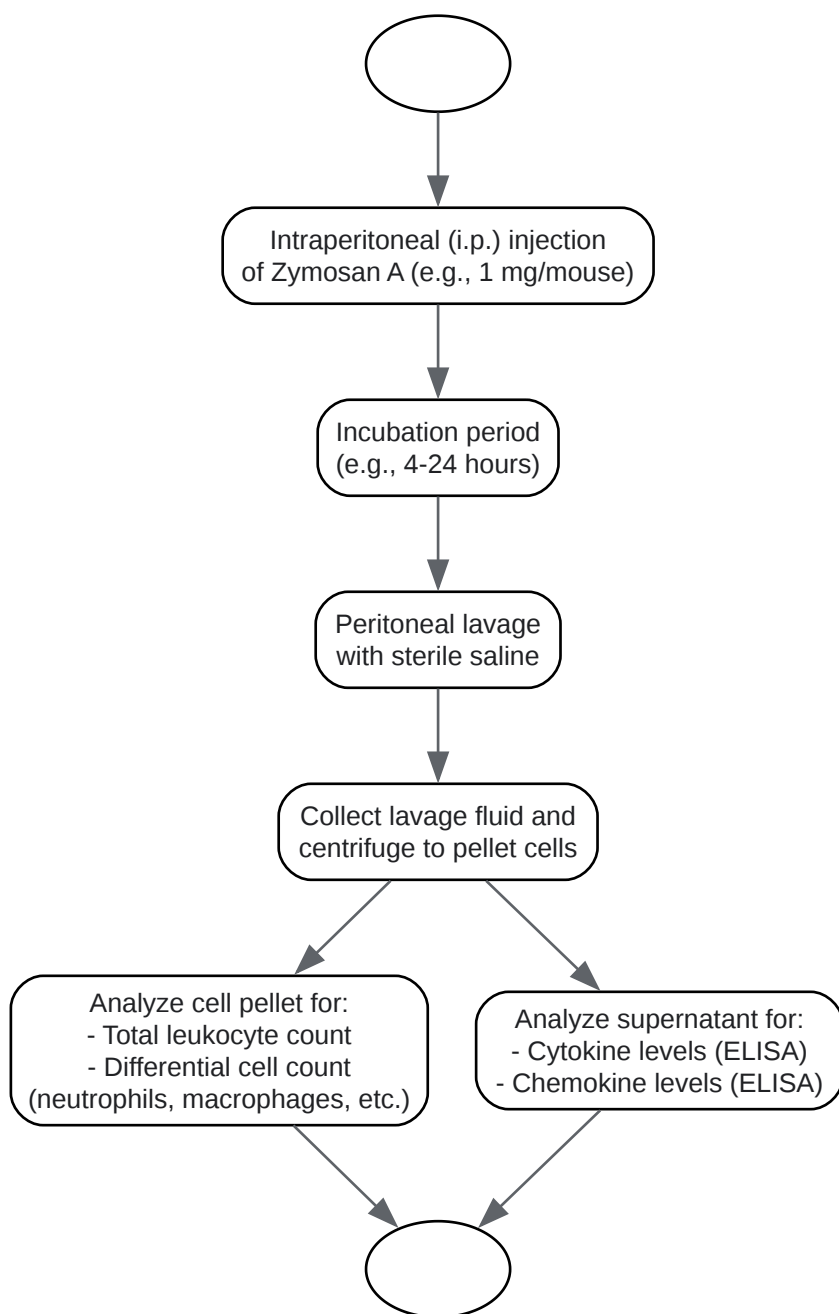 Intraperitoneal (i.p.) injection
of Zymosan A (e.g., 1 mg/mouse)
Incubation period
(e.g., 4-24 hours)
Peritoneal lavage
with sterile saline
Collect lavage fluid and
centrifuge to pellet cells
Analyze cell pellet for:
- Total leukocyte count
- Differential cell count
(neutrophils, macrophages, etc.)
Analyze supernatant for:
- Cytokine levels (ELISA)
- Chemokine levels (ELISA)